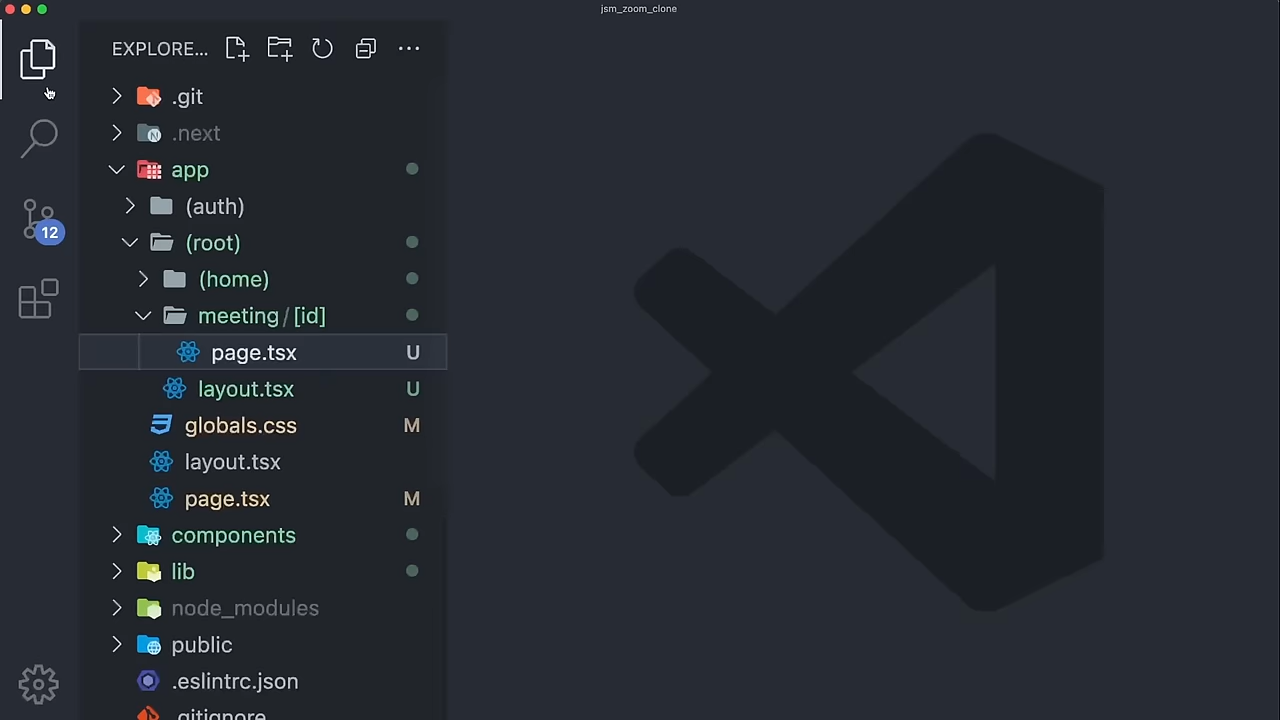 jsm_zoom_clone
EXPLORE...
.git
.next
app
(auth)
(root)
12
(home)
meeting/[id]
page.tsx U
layout.tsx U
globals.css M
layout.tsx
page.tsx M
components
lib
node_modules
public
.eslintrc.json
.gitignore